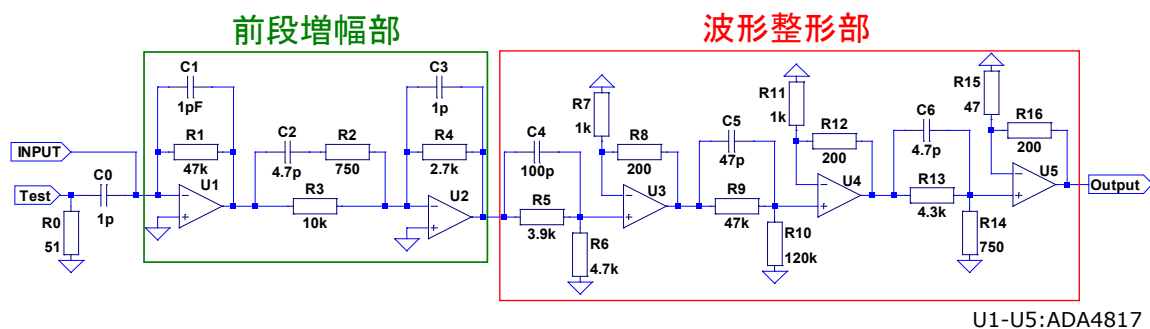 前段増幅部
波形整形部
C1
1pF
R1
47k
C2
4.7p
R2
750
R3
10k
U1
C3
1p
R4
2.7k
U2
INPUT
Test
C0
1p
R0
51
C4
100p
R5
3.9k
R6
4.7k
R7
1k
R8
200
U3
C5
47p
R9
47k
R10
120k
R11
1k
R12
200
U4
C6
4.7p
R13
4.3k
R14
750
R15
47
R16
200
U5
Output
U1-U5:ADA4817